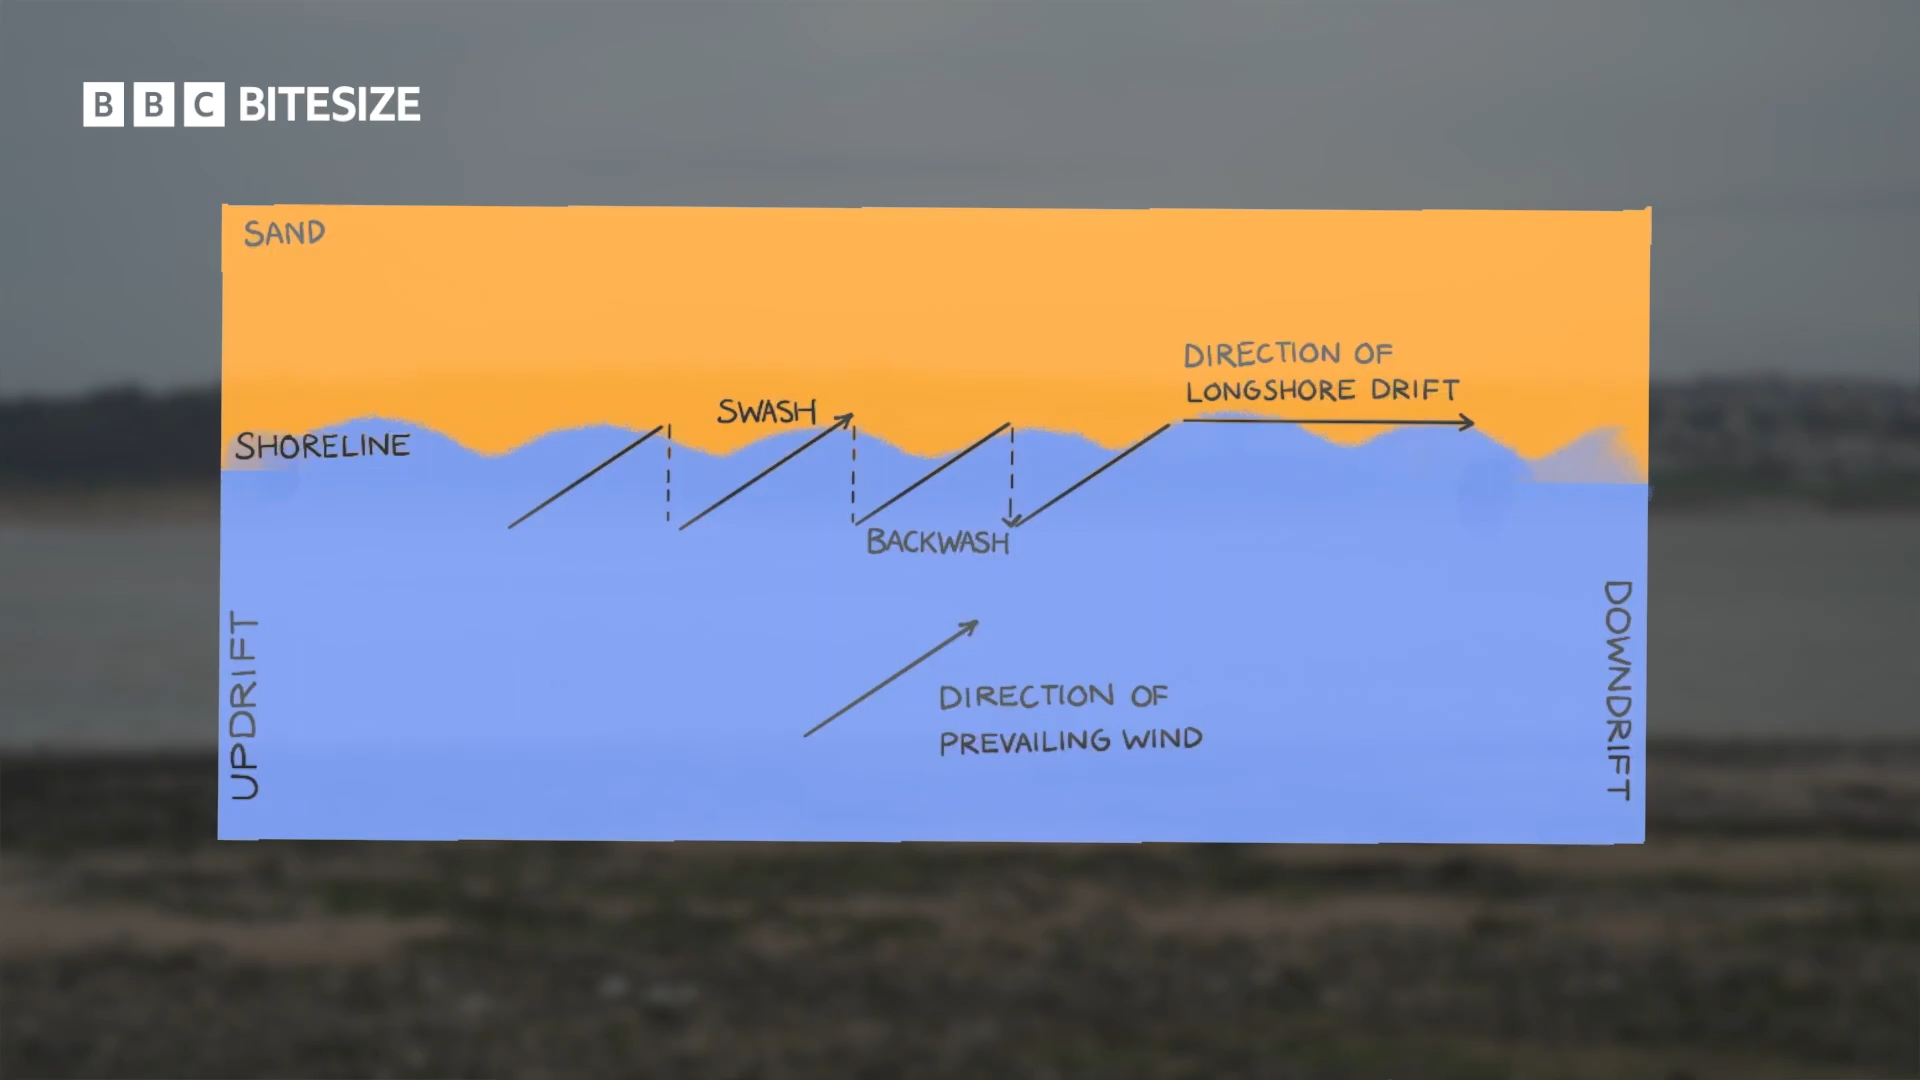 BBC BITESIZE
SAND
DIRECTION OF
LONGSHORE DRIFT
SWASH
SHORELINE
BACKWASH
UPDRIFT
DOWNDRIFT
DIRECTION OF
PREVAILING WIND